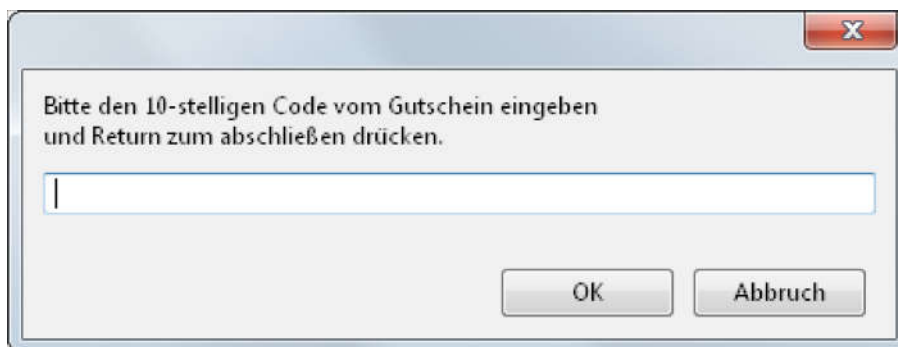 Bitte den 10-stelligen Code vom Gutschein eingeben
und Return zum abschließen drücken.
OK
Abbruch